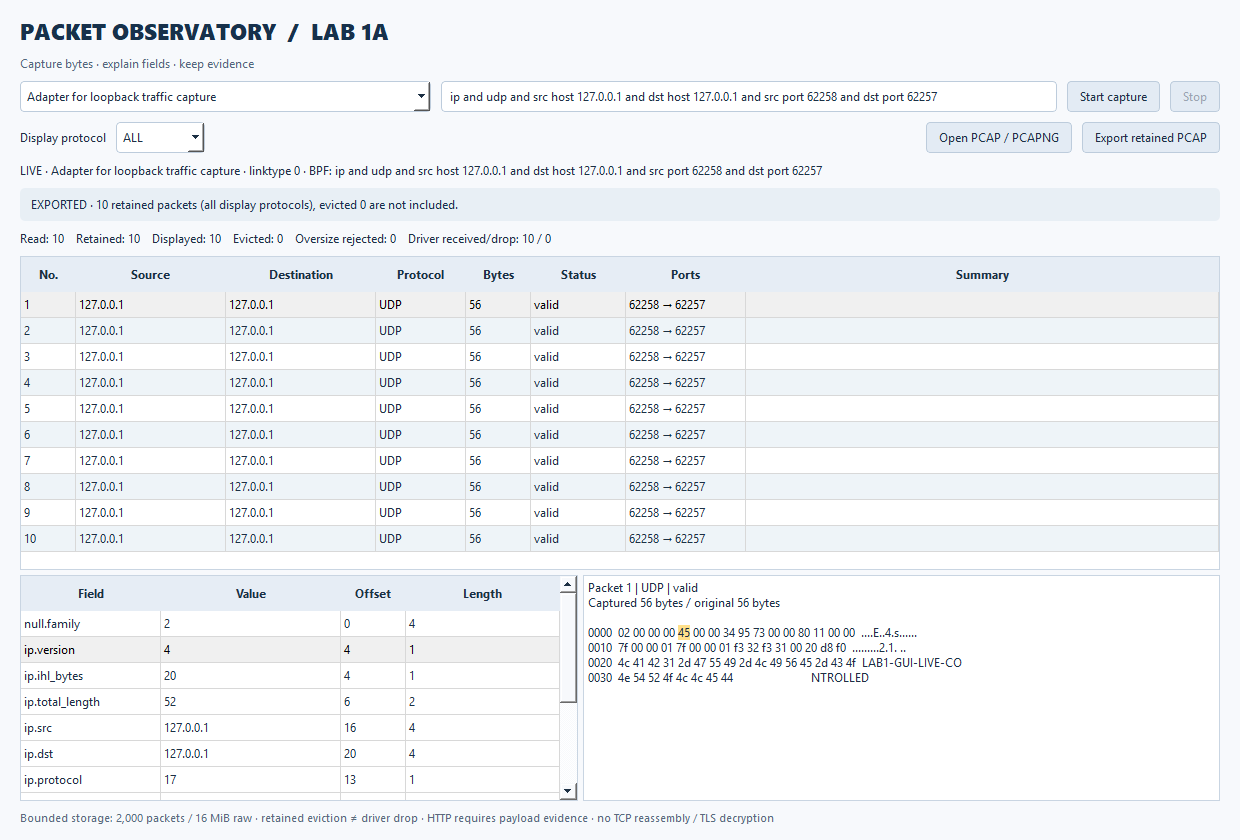 PACKET OBSERVATORY / LAB 1A
Capture bytes · explain fields · keep evidence
Adapter for loopback traffic capture ip and udp and src host 127.0.0.1 and dst host 127.0.0.1 and src port 62258 and dst port 62257 Start capture Stop
Display protocol ALL Open PCAP / PCAPNG Export retained PCAP
LIVE · Adapter for loopback traffic capture · linktype 0 · BPF: ip and udp and src host 127.0.0.1 and dst host 127.0.0.1 and src port 62258 and dst port 62257
EXPORTED · 10 retained packets (all display protocols), evicted 0 are not included.
Read: 10 Retained: 10 Displayed: 10 Evicted: 0 Oversize rejected: 0 Driver received/drop: 10 / 0
No. Source Destination Protocol Bytes Status Ports Summary
1 127.0.0.1 127.0.0.1 UDP 56 valid 62258 → 62257
2 127.0.0.1 127.0.0.1 UDP 56 valid 62258 → 62257
3 127.0.0.1 127.0.0.1 UDP 56 valid 62258 → 62257
4 127.0.0.1 127.0.0.1 UDP 56 valid 62258 → 62257
5 127.0.0.1 127.0.0.1 UDP 56 valid 62258 → 62257
6 127.0.0.1 127.0.0.1 UDP 56 valid 62258 → 62257
7 127.0.0.1 127.0.0.1 UDP 56 valid 62258 → 62257
8 127.0.0.1 127.0.0.1 UDP 56 valid 62258 → 62257
9 127.0.0.1 127.0.0.1 UDP 56 valid 62258 → 62257
10 127.0.0.1 127.0.0.1 UDP 56 valid 62258 → 62257
Field Value Offset Length
null.family 2 0 4
ip.version 4 4 1
ip.ihl_bytes 20 4 1
ip.total_length 52 6 2
ip.src 127.0.0.1 16 4
ip.dst 127.0.0.1 20 4
ip.protocol 17 13 1
Packet 1 | UDP | valid
Captured 56 bytes / original 56 bytes
0000 02 00 00 00 45 00 00 34 95 73 00 00 80 11 00 00 ....E..4.s......
0010 7f 00 00 01 7f 00 00 01 f3 32 f3 31 00 20 d8 f0 .........2.1. ..
0020 4c 41 42 31 2d 47 55 49 2d 4c 49 56 45 2d 43 4f LAB1-GUI-LIVE-CO
0030 4e 54 52 4f 4c 4c 45 44 NTROLLED
Bounded storage: 2,000 packets / 16 MiB raw · retained eviction ≠ driver drop · HTTP requires payload evidence · no TCP reassembly / TLS decryption